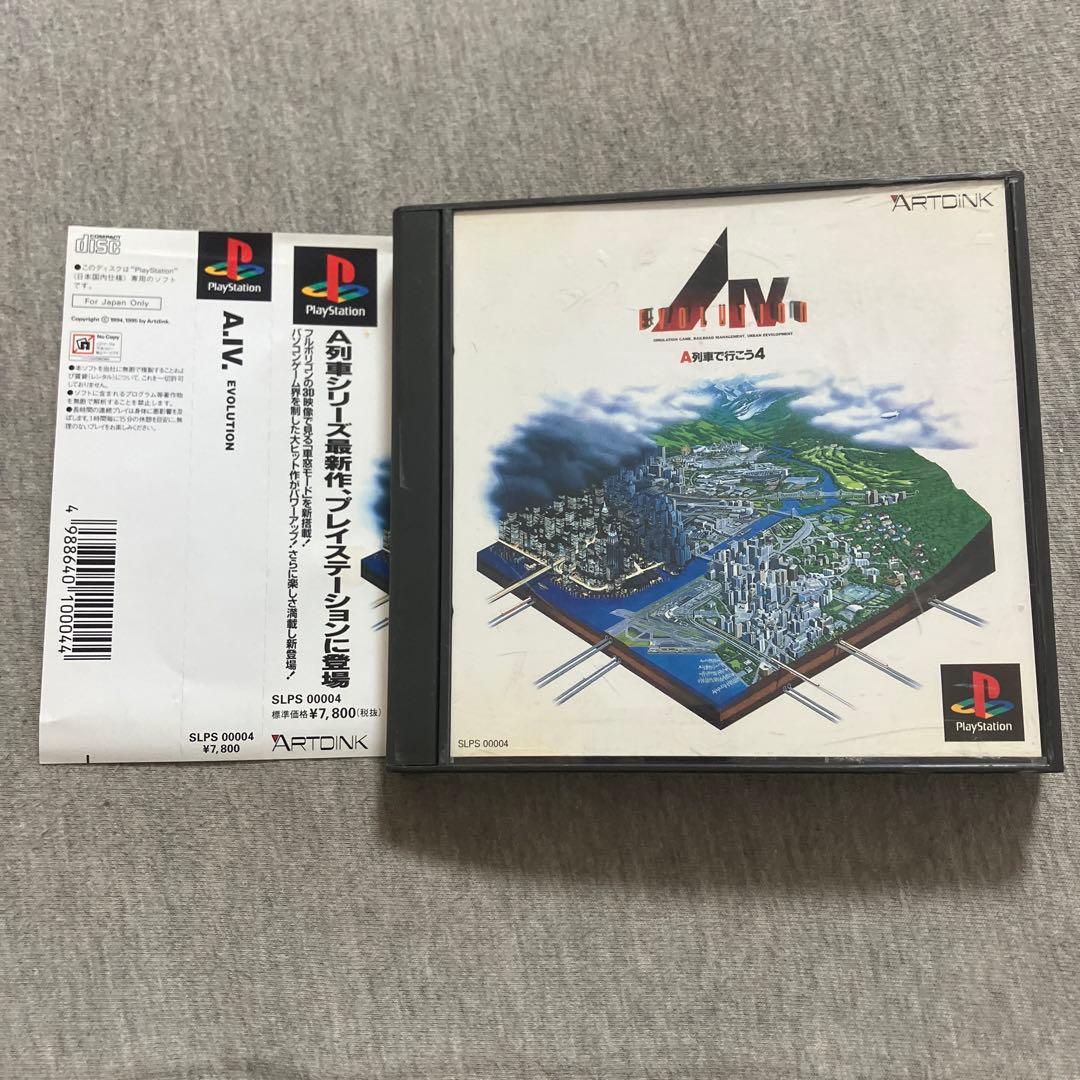 COMPACT
disc
●このディスクは"PlayStation"
(日本国内仕様)専用のソフト
です。
For Japan Only
Copyright © 1994, 1995 by Artdink.
No Copy
●本ソフトを当社に無断で複製することおよ
び賃貸(レンタル)について、これを一切許可
しておりません。
●ソフトに含まれるプログラム等著作物
を無断で解析することを禁止します。
●長時間の連続プレイは身体に悪影響を及
ぼします。1時間毎に15分の休憩を目安に、無
理のないプレイをお楽しみください。
4 988640 100044
PlayStation
A.IV. EVOLUTION
SLPS 00004
¥7,800
PlayStation
A列車シリーズ最新作、プレイステーションに登場
フルポリゴンの3D映像で見る「車窓モード」を新搭載!
パソコンゲーム界を制した大ヒット作がパワーアップ!さらに楽しさ満載し新登場!
SLPS 00004
標準価格¥7,800(税抜)
ARTDINK
ARTDINK
A.IV.
EVOLUTION
SIMULATION GAME, RAILROAD MANAGEMENT, URBAN DEVELOPMENT
A列車で行こう4
SLPS 00004
PlayStation